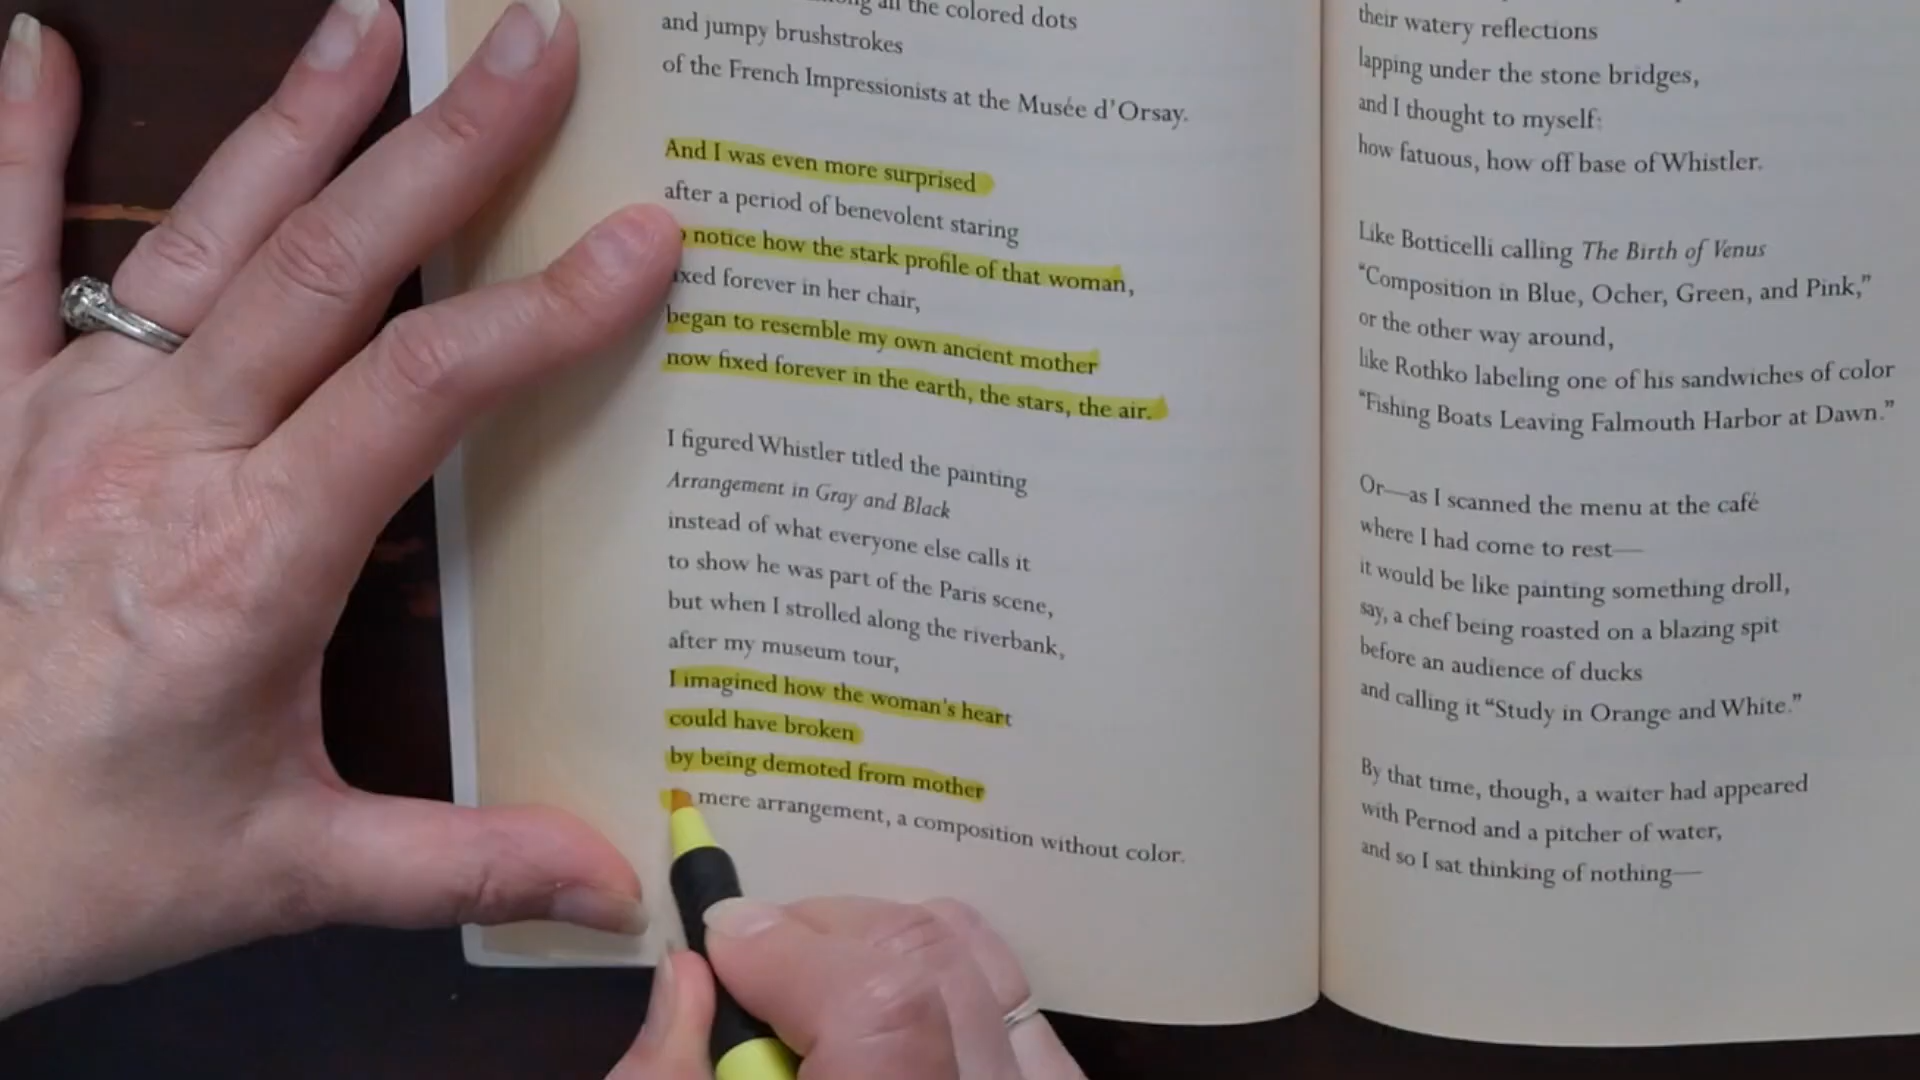 all the colored dots
and jumpy brushstrokes
of the French Impressionists at the Musée d'Orsay.
And I was even more surprised
after a period of benevolent staring
notice how the stark profile of that woman,
fixed forever in her chair,
began to resemble my own ancient mother
now fixed forever in the earth, the stars, the air.
I figured Whistler titled the painting
Arrangement in Gray and Black
instead of what everyone else calls it
to show he was part of the Paris scene,
but when I strolled along the riverbank,
after my museum tour,
I imagined how the woman's heart
could have broken
by being demoted from mother
mere arrangement, a composition without color.
their watery reflections
lapping under the stone bridges,
and I thought to myself:
how fatuous, how off base of Whistler.
Like Botticelli calling The Birth of Venus
“Composition in Blue, Ocher, Green, and Pink,”
or the other way around,
like Rothko labeling one of his sandwiches of color
“Fishing Boats Leaving Falmouth Harbor at Dawn.”
Or—as I scanned the menu at the café
where I had come to rest—
it would be like painting something droll,
say, a chef being roasted on a blazing spit
before an audience of ducks
and calling it “Study in Orange and White.”
By that time, though, a waiter had appeared
with Pernod and a pitcher of water,
and so I sat thinking of nothing—